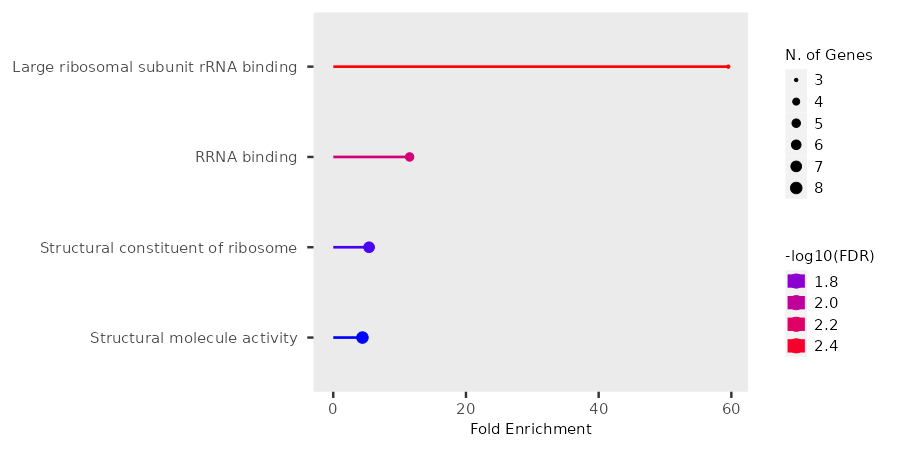 Large ribosomal subunit rRNA binding
RRNA binding
Structural constituent of ribosome
Structural molecule activity
0 20 40 60
Fold Enrichment
N. of Genes
3
4
5
6
7
8
-log10(FDR)
1.8
2.0
2.2
2.4